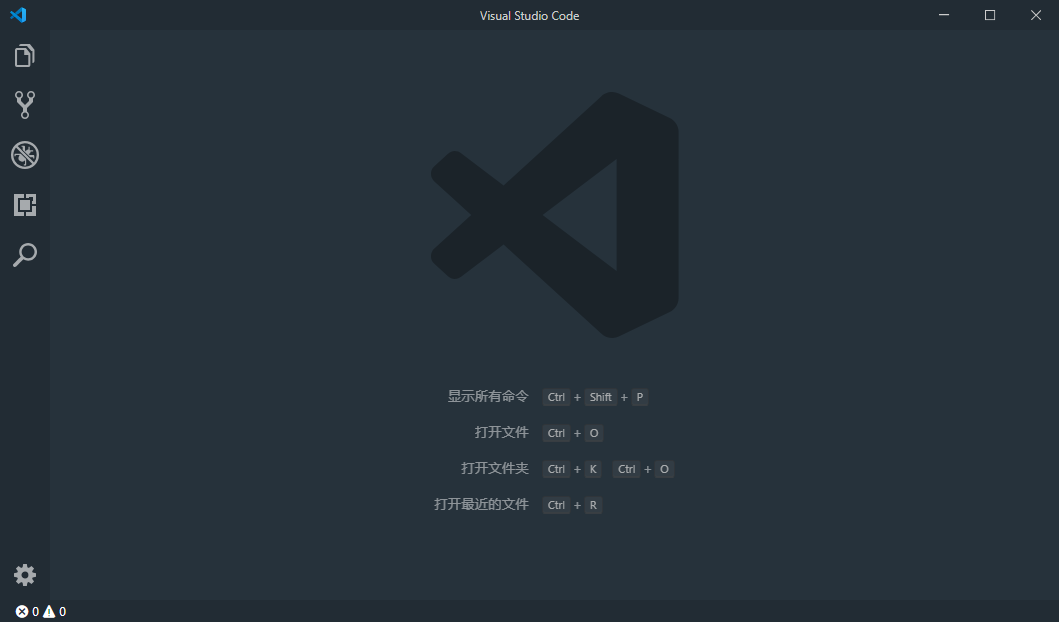 Visual Studio Code
显示所有命令 Ctrl + Shift + P
打开文件 Ctrl + O
打开文件夹 Ctrl + K Ctrl + O
打开最近的文件 Ctrl + R
0 0